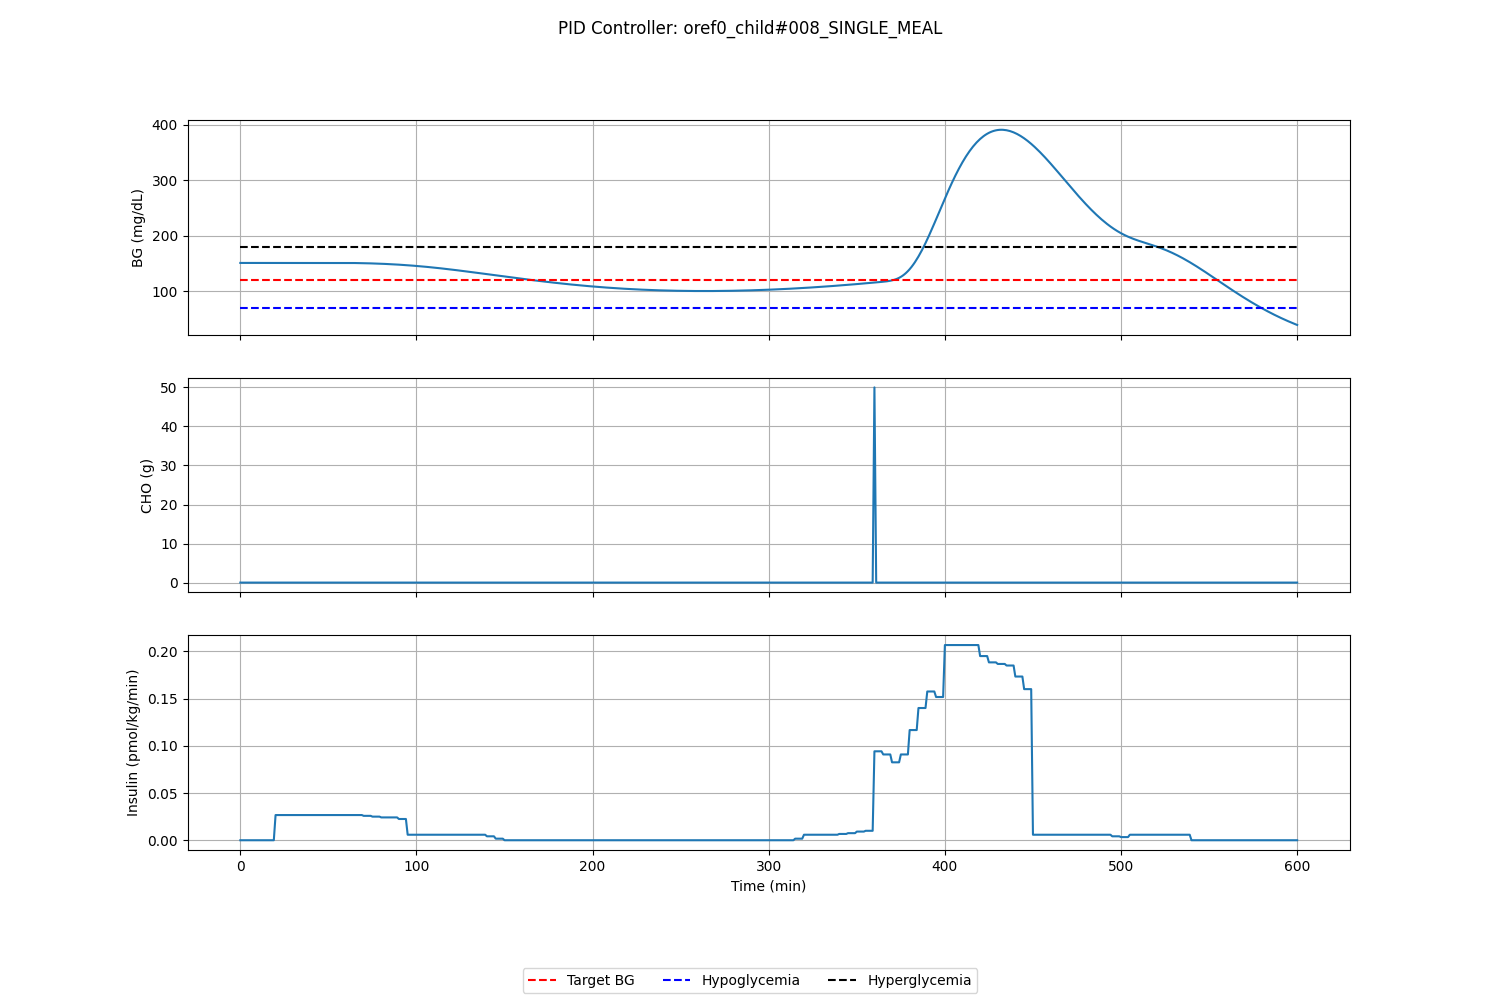 PID Controller: oref0_child#008_SINGLE_MEAL
400
300
200
100
BG (mg/dL)
50
40
30
20
10
0
CHO (g)
0.20
0.15
0.10
0.05
0.00
Insulin (pmol/kg/min)
0 100 200 300 400 500 600
Time (min)
Target BG Hypoglycemia Hyperglycemia